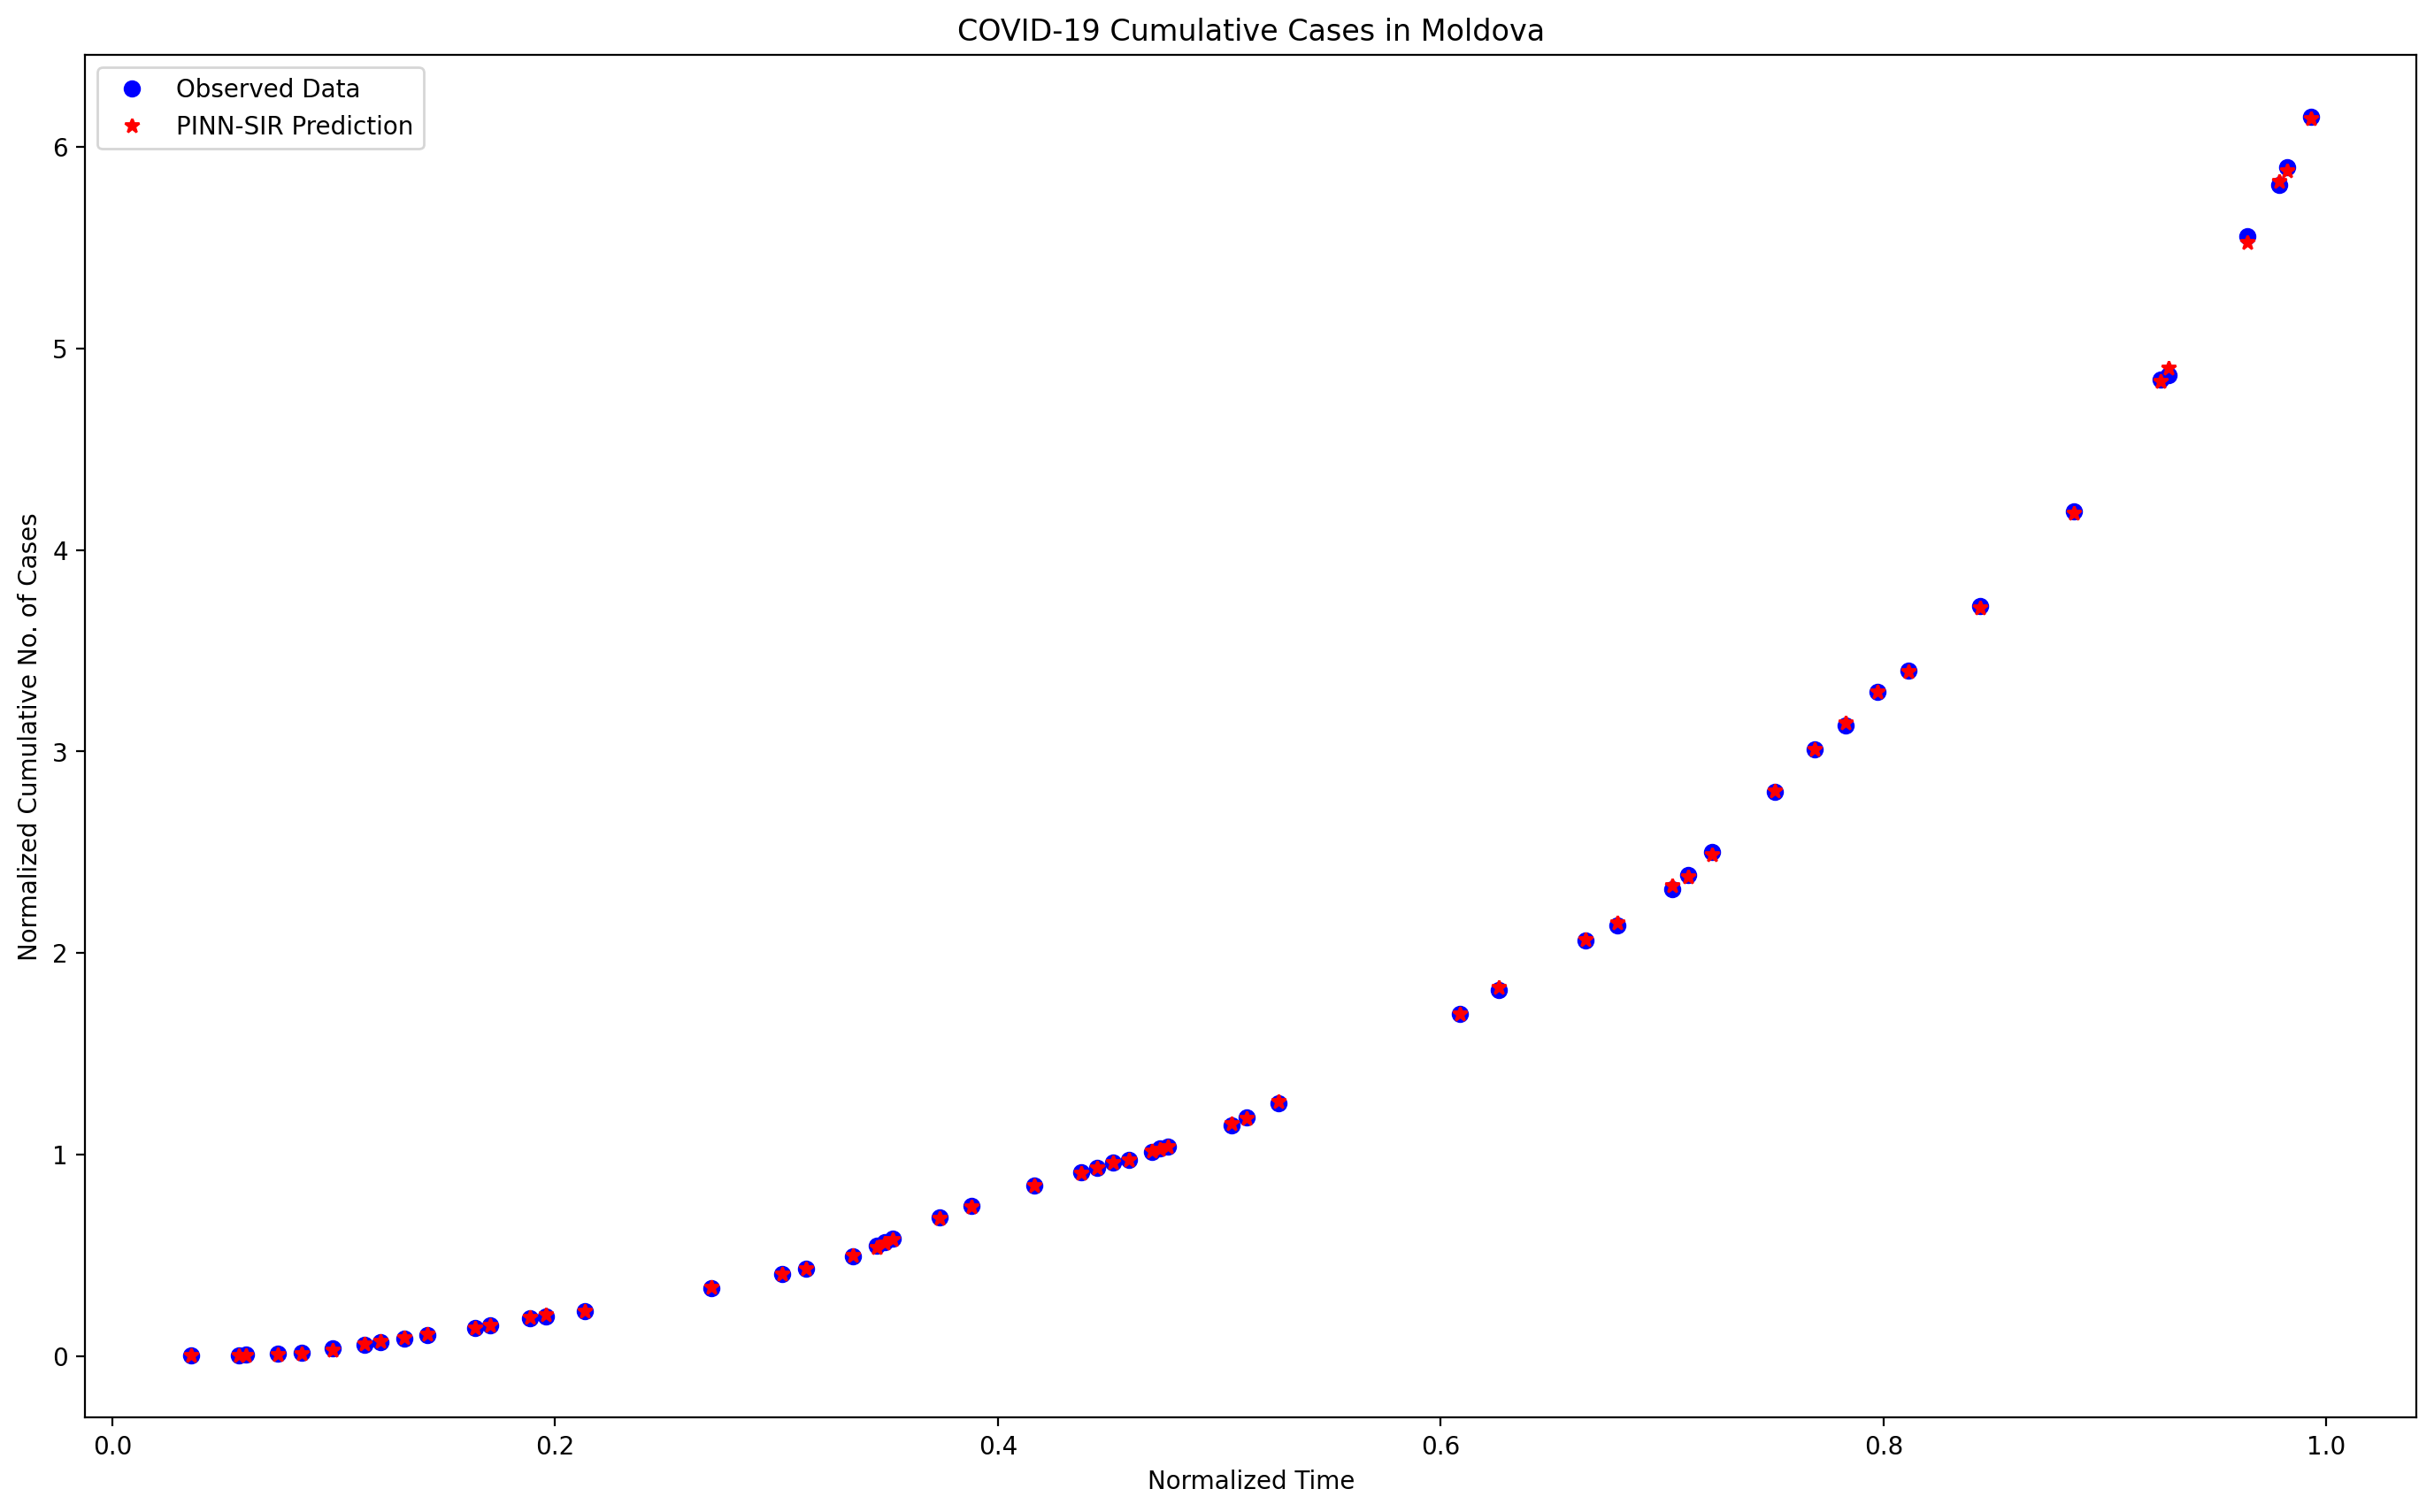 COVID-19 Cumulative Cases in Moldova
Observed Data
PINN-SIR Prediction
6
5
4
3
2
1
0
Normalized Cumulative No. of Cases
0.0 0.2 0.4 0.6 0.8 1.0
Normalized Time